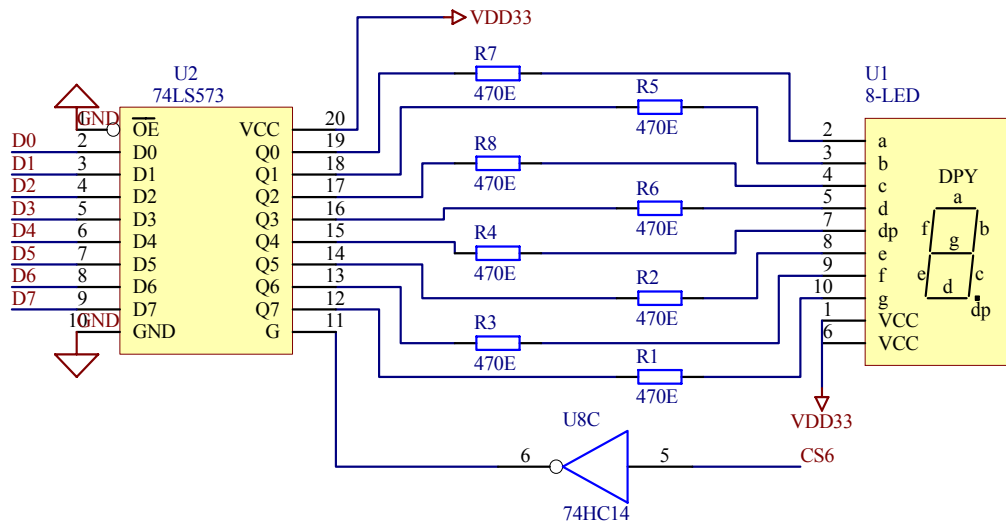 VDD33
R7
470E
R5
470E
R8
470E
R6
470E
R4
470E
R2
470E
R3
470E
R1
470E
U2
74LS573
GND
1 OE VCC 20
D0 2 D0 Q0 19
D1 3 D1 Q1 18
D2 4 D2 Q2 17
D3 5 D3 Q3 16
D4 6 D4 Q4 15
D5 7 D5 Q5 14
D6 8 D6 Q6 13
D7 9 D7 Q7 12
GND
10 GND G 11
U1
8-LED
2 a
3 b
4 c
5 d
7 dp
8 e
9 f
10 g
1 VCC
6 VCC
DPY
a
f b
g
e c
d
dp
VDD33
U8C
6 5 CS6
74HC14